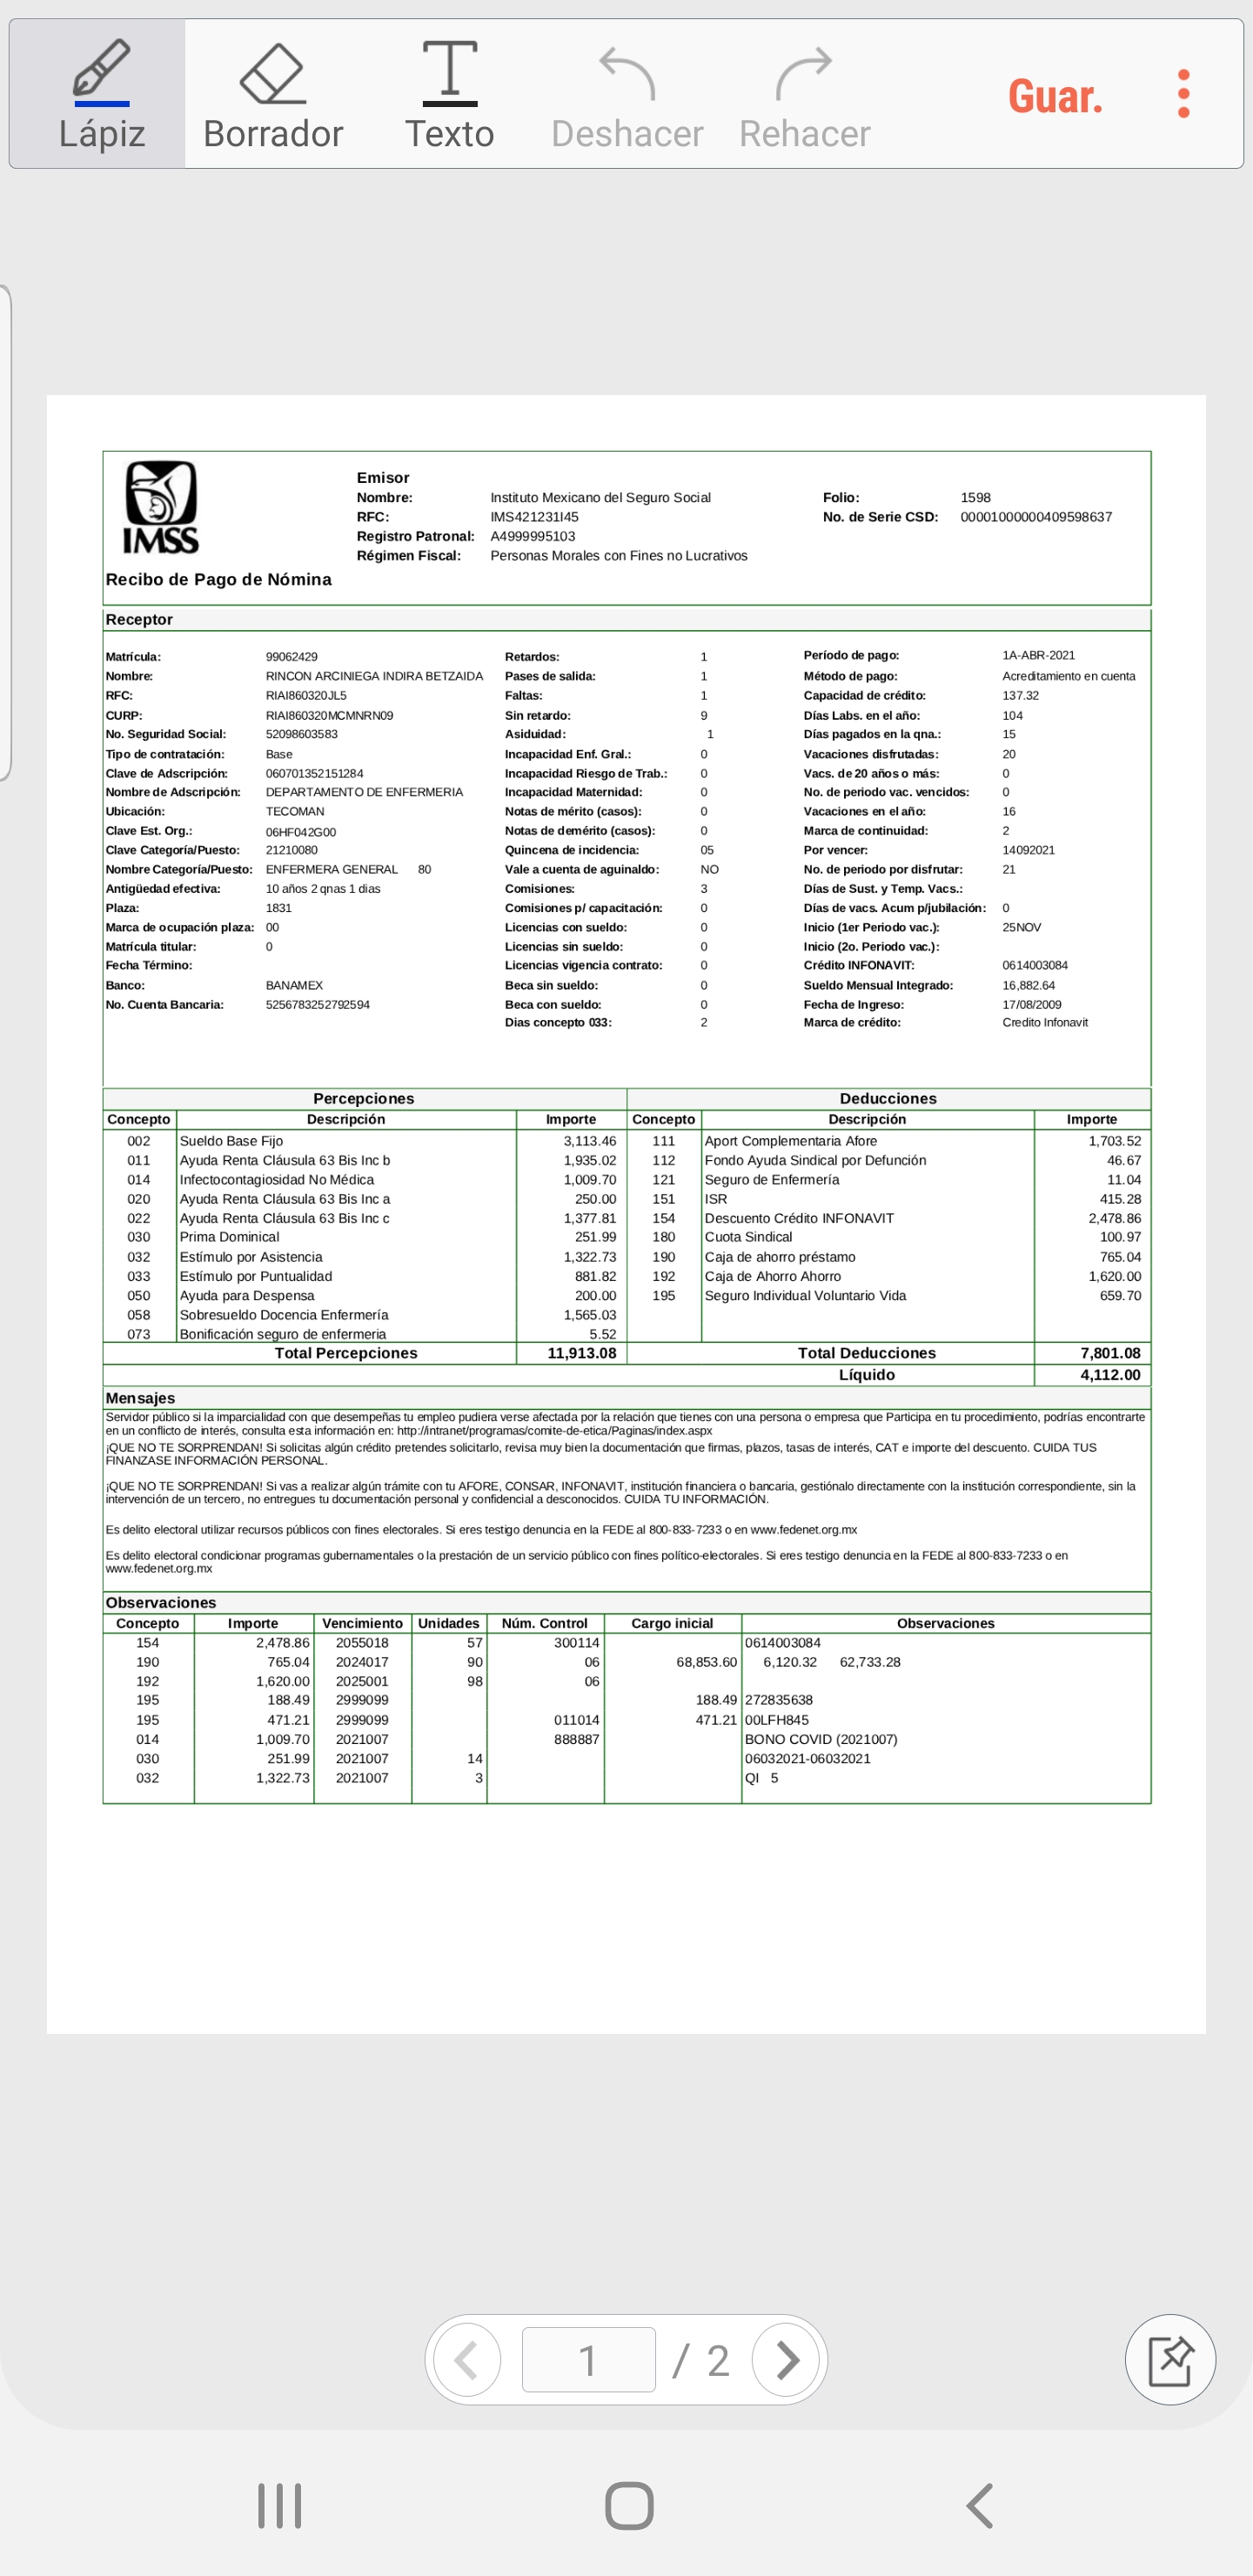 Lápiz Borrador Texto Deshacer Rehacer Guar.
IMSS
Recibo de Pago de Nómina
Emisor
Nombre: Instituto Mexicano del Seguro Social Folio: 1598
RFC: IMS421231I45 No. de Serie CSD: 00001000000409598637
Registro Patronal: A4999995103
Régimen Fiscal: Personas Morales con Fines no Lucrativos
Receptor
Matrícula: 99062429 Retardos: 1 Período de pago: 1A-ABR-2021
Nombre: RINCON ARCINIEGA INDIRA BETZAIDA Pases de salida: 1 Método de pago: Acreditamiento en cuenta
RFC: RIAI860320JL5 Faltas: 1 Capacidad de crédito: 137.32
CURP: RIAI860320MCMNRN09 Sin retardo: 9 Días Labs. en el año: 104
No. Seguridad Social: 52098603583 Asiduidad: 1 Días pagados en la qna.: 15
Tipo de contratación: Base Incapacidad Enf. Gral.: 0 Vacaciones disfrutadas: 20
Clave de Adscripción: 060701352151284 Incapacidad Riesgo de Trab.: 0 Vacs. de 20 años o más: 0
Nombre de Adscripción: DEPARTAMENTO DE ENFERMERIA Incapacidad Maternidad: 0 No. de periodo vac. vencidos: 0
Ubicación: TECOMAN Notas de mérito (casos): 0 Vacaciones en el año: 16
Clave Est. Org.: 06HF042G00 Notas de demérito (casos): 0 Marca de continuidad: 2
Clave Categoría/Puesto: 21210080 Quincena de incidencia: 05 Por vencer: 14092021
Nombre Categoría/Puesto: ENFERMERA GENERAL 80 Vale a cuenta de aguinaldo: NO No. de periodo por disfrutar: 21
Antigüedad efectiva: 10 años 2 qnas 1 dias Comisiones: 3 Días de Sust. y Temp. Vacs.:
Plaza: 1831 Comisiones p/ capacitación: 0 Días de vacs. Acum p/jubilación: 0
Marca de ocupación plaza: 00 Licencias con sueldo: 0 Inicio (1er Periodo vac.): 25NOV
Matrícula titular: 0 Licencias sin sueldo: 0 Inicio (2o. Periodo vac.):
Fecha Término: Licencias vigencia contrato: 0 Crédito INFONAVIT: 0614003084
Banco: BANAMEX Beca sin sueldo: 0 Sueldo Mensual Integrado: 16,882.64
No. Cuenta Bancaria: 5256783252792594 Beca con sueldo: 0 Fecha de Ingreso: 17/08/2009
Dias concepto 033: 2 Marca de crédito: Credito Infonavit
Percepciones Deducciones
Concepto Descripción Importe Concepto Descripción Importe
002 Sueldo Base Fijo 3,113.46 111 Aport Complementaria Afore 1,703.52
011 Ayuda Renta Cláusula 63 Bis Inc b 1,935.02 112 Fondo Ayuda Sindical por Defunción 46.67
014 Infectocontagiosidad No Médica 1,009.70 121 Seguro de Enfermería 11.04
020 Ayuda Renta Cláusula 63 Bis Inc a 250.00 151 ISR 415.28
022 Ayuda Renta Cláusula 63 Bis Inc c 1,377.81 154 Descuento Crédito INFONAVIT 2,478.86
030 Prima Dominical 251.99 180 Cuota Sindical 100.97
032 Estímulo por Asistencia 1,322.73 190 Caja de ahorro préstamo 765.04
033 Estímulo por Puntualidad 881.82 192 Caja de Ahorro Ahorro 1,620.00
050 Ayuda para Despensa 200.00 195 Seguro Individual Voluntario Vida 659.70
058 Sobresueldo Docencia Enfermería 1,565.03
073 Bonificación seguro de enfermeria 5.52
Total Percepciones 11,913.08 Total Deducciones 7,801.08
Líquido 4,112.00
Mensajes
Servidor público si la imparcialidad con que desempeñas tu empleo pudiera verse afectada por la relación que tienes con una persona o empresa que Participa en tu procedimiento, podrías encontrarte
en un conflicto de interés, consulta esta información en: http://intranet/programas/comite-de-etica/Paginas/index.aspx
¡QUE NO TE SORPRENDAN! Si solicitas algún crédito pretendes solicitarlo, revisa muy bien la documentación que firmas, plazos, tasas de interés, CAT e importe del descuento. CUIDA TUS
FINANZASE INFORMACIÓN PERSONAL.
¡QUE NO TE SORPRENDAN! Si vas a realizar algún trámite con tu AFORE, CONSAR, INFONAVIT, institución financiera o bancaria, gestiónalo directamente con la institución correspondiente, sin la
intervención de un tercero, no entregues tu documentación personal y confidencial a desconocidos. CUIDA TU INFORMACIÓN.
Es delito electoral utilizar recursos públicos con fines electorales. Si eres testigo denuncia en la FEDE al 800-833-7233 o en www.fedenet.org.mx
Es delito electoral condicionar programas gubernamentales o la prestación de un servicio público con fines político-electorales. Si eres testigo denuncia en la FEDE al 800-833-7233 o en
www.fedenet.org.mx
Observaciones
Concepto Importe Vencimiento Unidades Núm. Control Cargo inicial Observaciones
154 2,478.86 2055018 57 300114 0614003084
190 765.04 2024017 90 06 68,853.60 6,120.32 62,733.28
192 1,620.00 2025001 98 06
195 188.49 2999099 188.49 272835638
195 471.21 2999099 011014 471.21 00LFH845
014 1,009.70 2021007 888887 BONO COVID (2021007)
030 251.99 2021007 14 06032021-06032021
032 1,322.73 2021007 3 QI 5
1 / 2